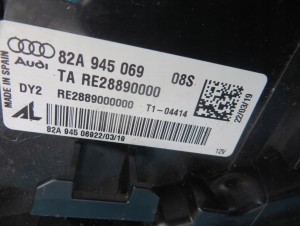 MADE IN SPAIN
Audi
82A 945 069
08S
TA RE28890000
DY2
RE2889000000
T1-04414
22/03/19
AL
82A 945 06922/03/19
12V